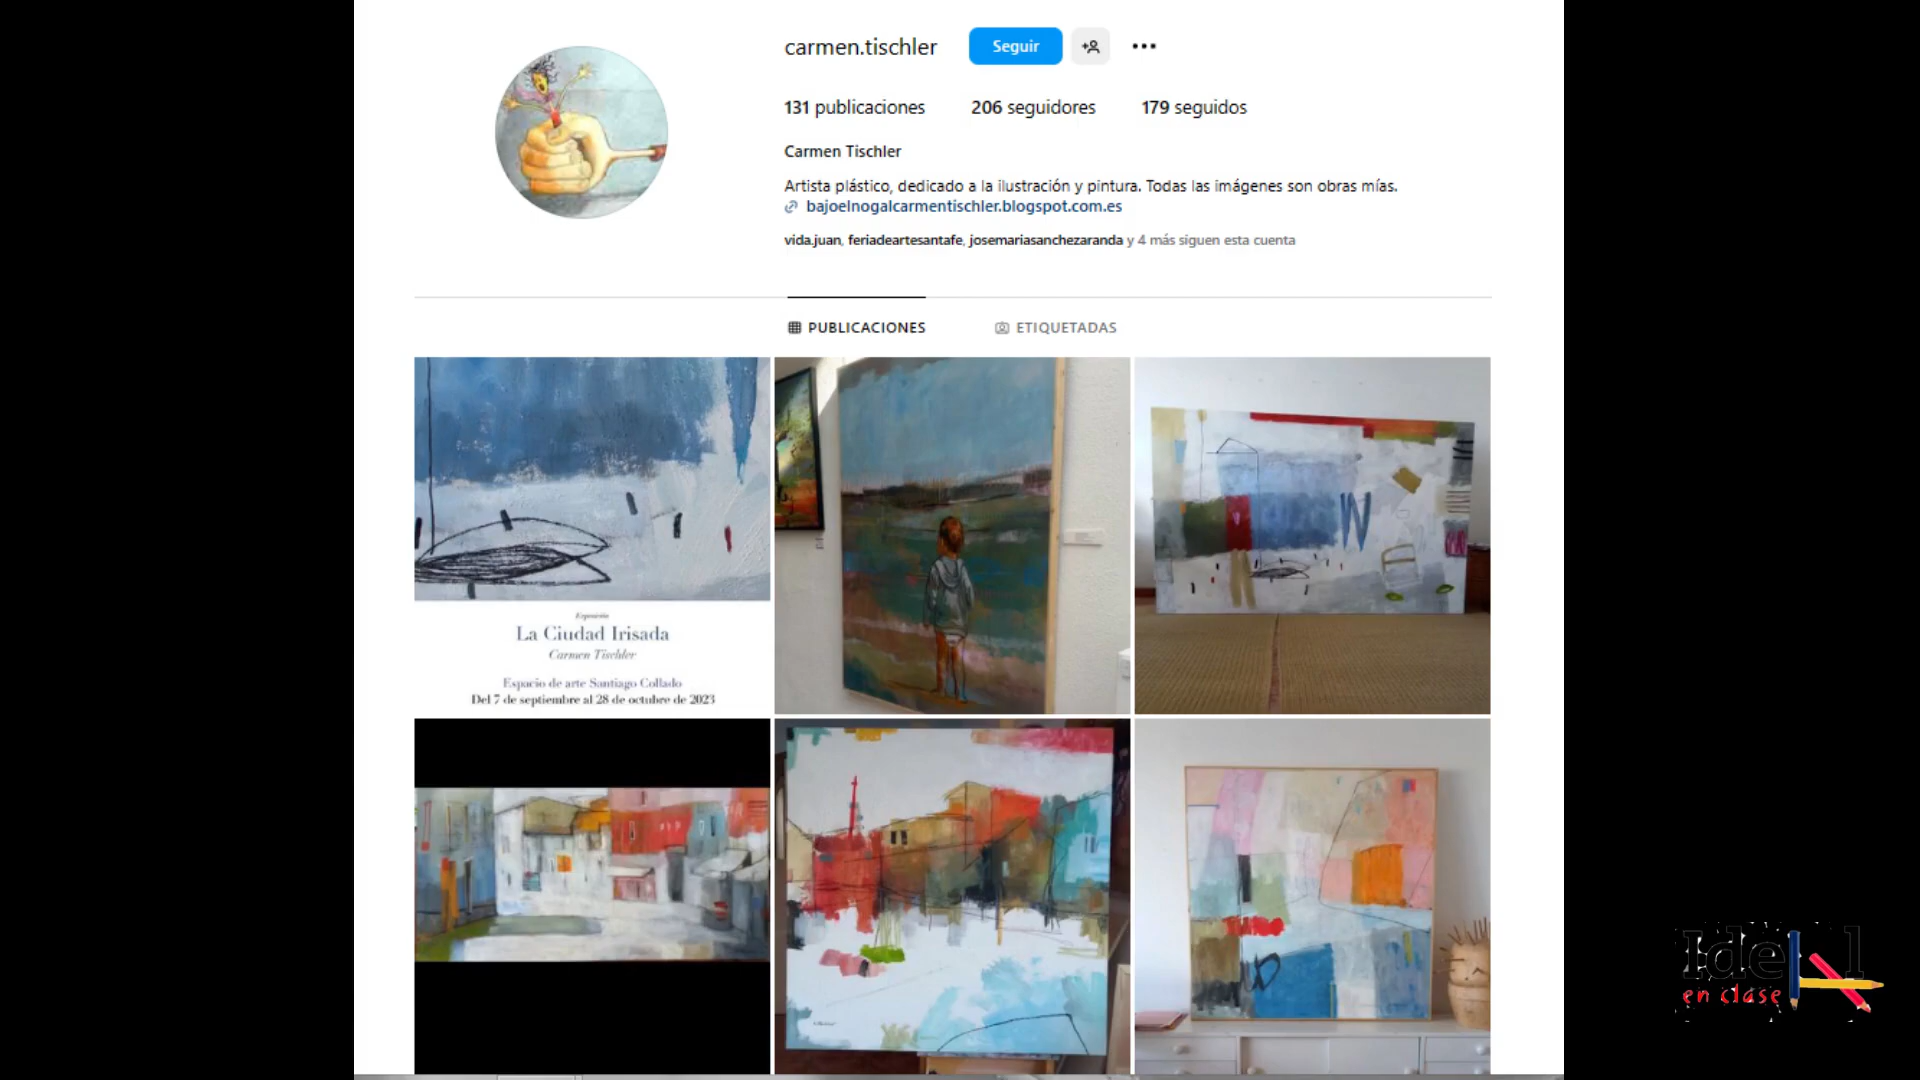 carmen.tischler Seguir
131 publicaciones 206 seguidores 179 seguidos
Carmen Tischler
Artista plástico, dedicado a la ilustración y pintura. Todas las imágenes son obras mías.
bajoelnogalcarmentischler.blogspot.com.es
vida.juan, feriadeartesantafe, josemariasanchezaranda y 4 más siguen esta cuenta
PUBLICACIONES ETIQUETADAS
Exposición
La Ciudad Irisada
Carmen Tischler
Espacio de arte Santiago Collado
Del 7 de septiembre al 28 de octubre de 2023
Ideal
en clase